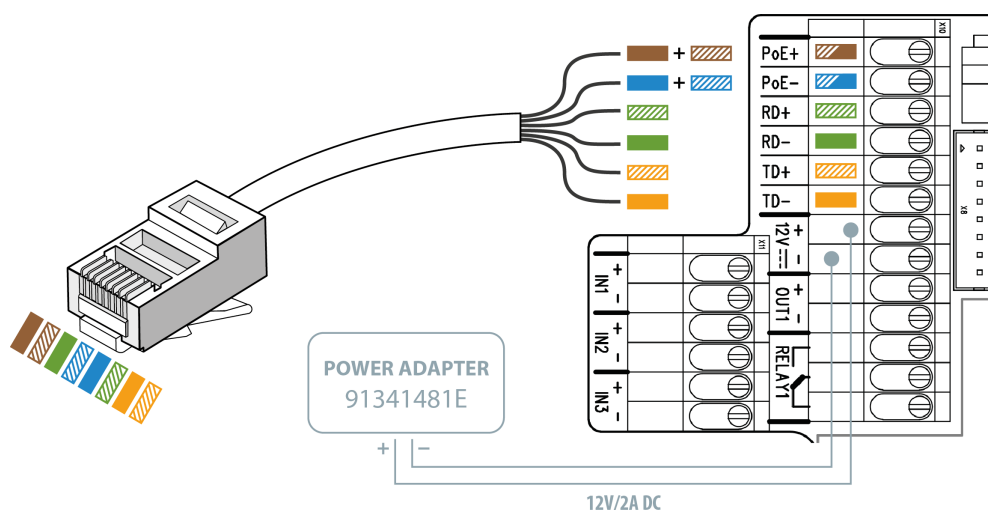 +
PoE+
X10
+
PoE-
RD+
RD-
TD+
TD-
X8
12V
+
-
X11
IN1
+
-
OUT1
+
-
IN2
+
-
RELAY1
IN3
+
-
POWER ADAPTER
91341481E
+ −
12V/2A DC